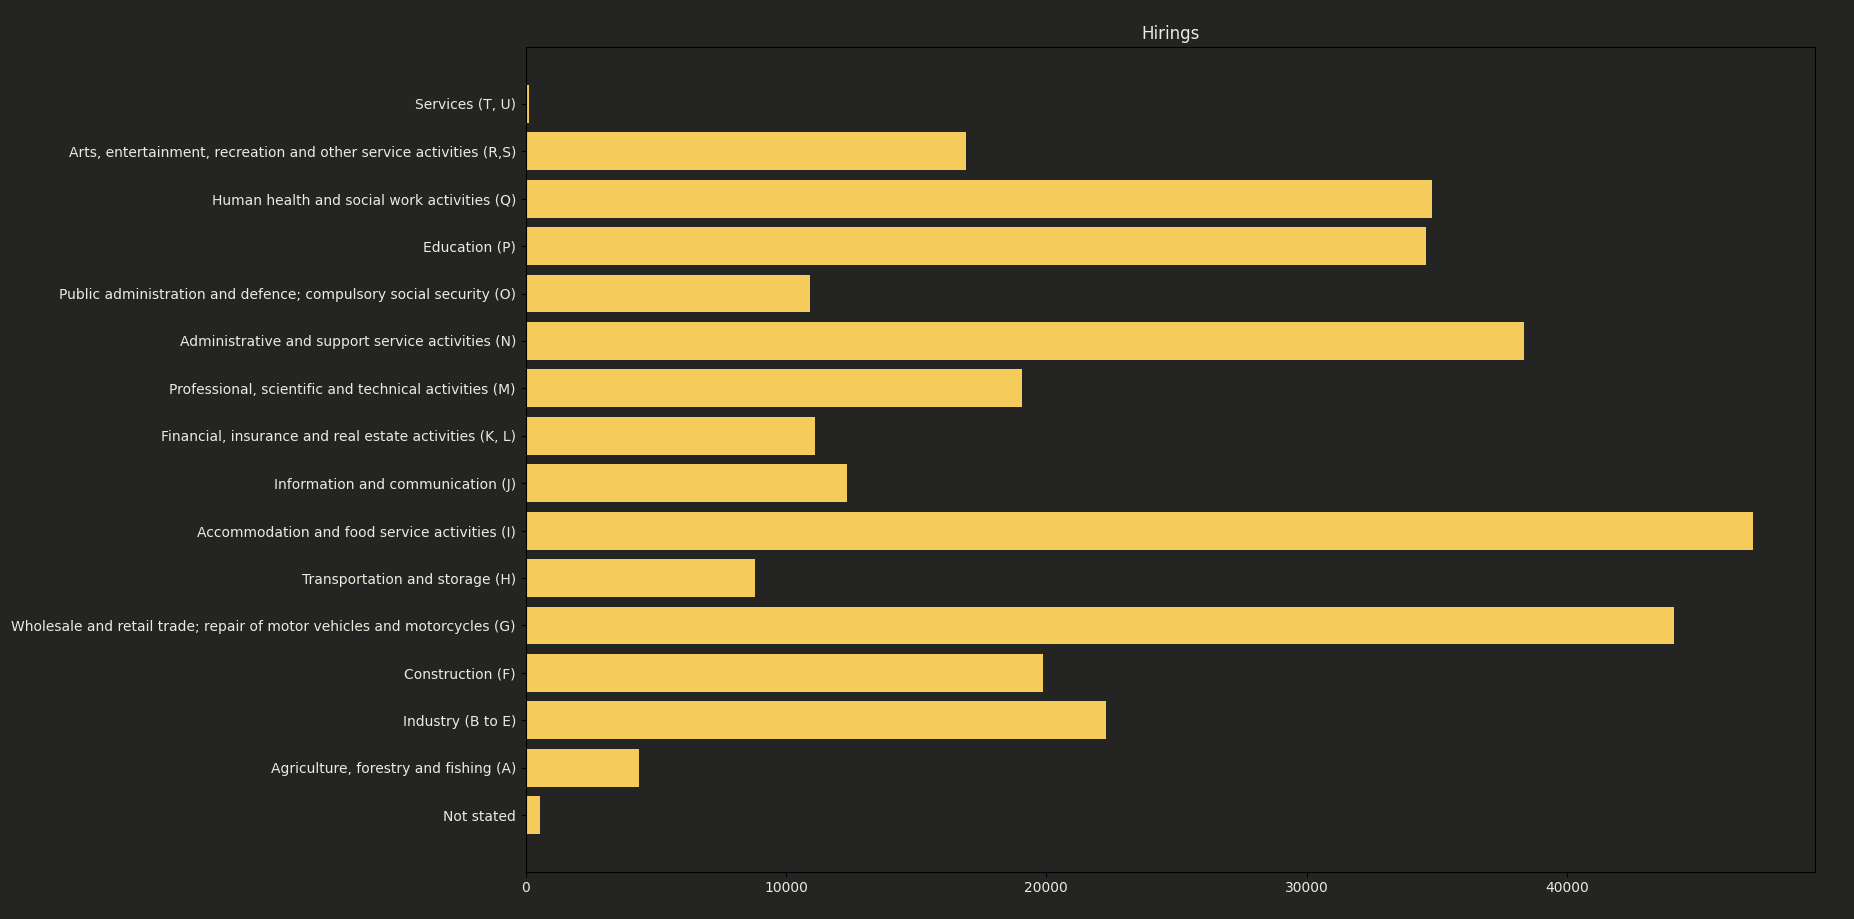 Hirings
Services (T, U)
Arts, entertainment, recreation and other service activities (R,S)
Human health and social work activities (Q)
Education (P)
Public administration and defence; compulsory social security (O)
Administrative and support service activities (N)
Professional, scientific and technical activities (M)
Financial, insurance and real estate activities (K, L)
Information and communication (J)
Accommodation and food service activities (I)
Transportation and storage (H)
Wholesale and retail trade; repair of motor vehicles and motorcycles (G)
Construction (F)
Industry (B to E)
Agriculture, forestry and fishing (A)
Not stated
0 10000 20000 30000 40000